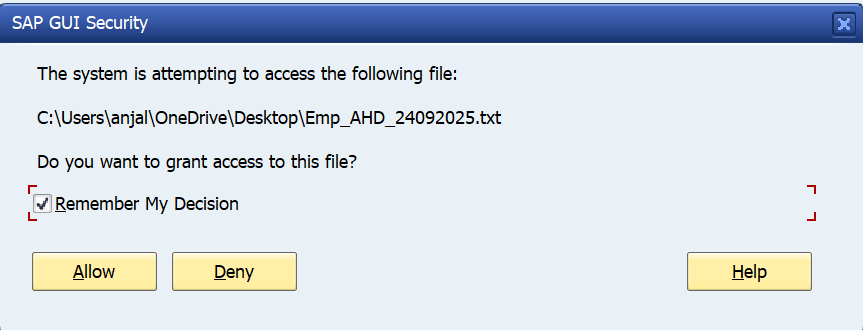 SAP GUI Security
The system is attempting to access the following file:
C:\Users\anjal\OneDrive\Desktop\Emp_AHD_24092025.txt
Do you want to grant access to this file?
Remember My Decision
Allow Deny Help